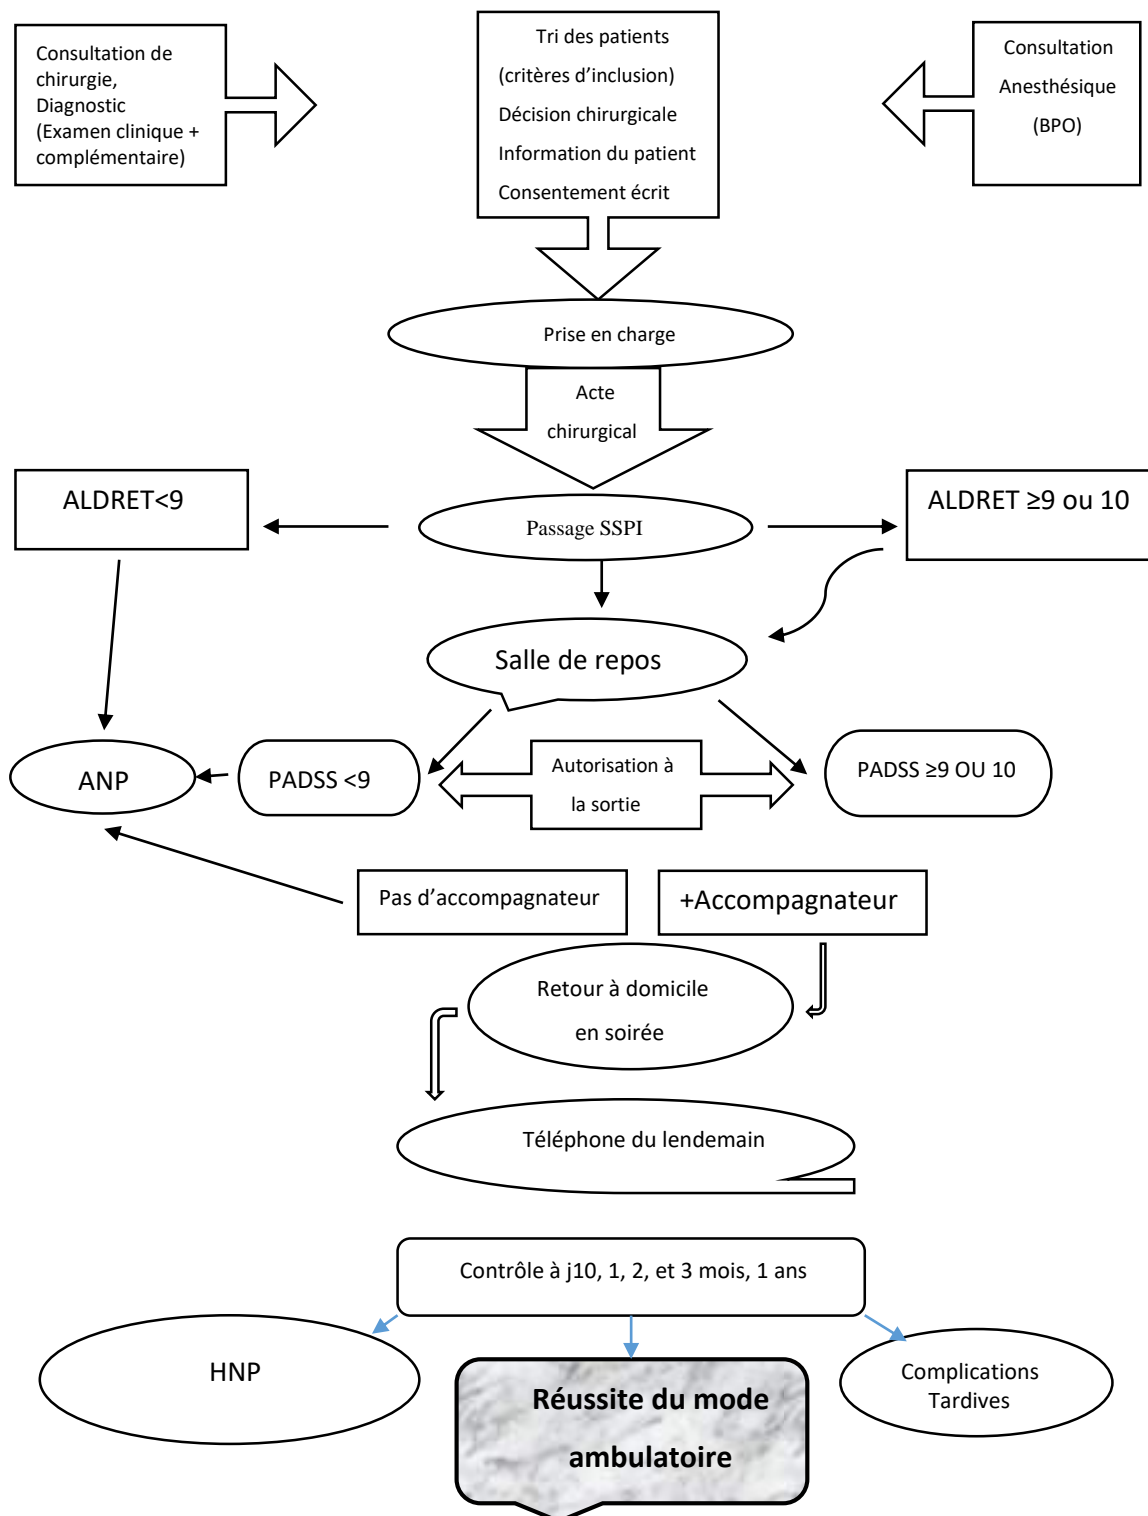 Consultation de
chirurgie,
Diagnostic
(Examen clinique +
complémentaire)
Tri des patients
(critères d’inclusion)
Décision chirurgicale
Information du patient
Consentement écrit
Consultation
Anesthésique
(BPO)
Prise en charge
Acte
chirurgical
ALDRET<9
Passage SSPI
ALDRET ≥9 ou 10
Salle de repos
ANP
PADSS <9
Autorisation à
la sortie
PADSS ≥9 OU 10
Pas d’accompagnateur
+Accompagnateur
Retour à domicile
en soirée
Téléphone du lendemain
Contrôle à j10, 1, 2, et 3 mois, 1 ans
HNP
Réussite du mode
ambulatoire
Complications
Tardives